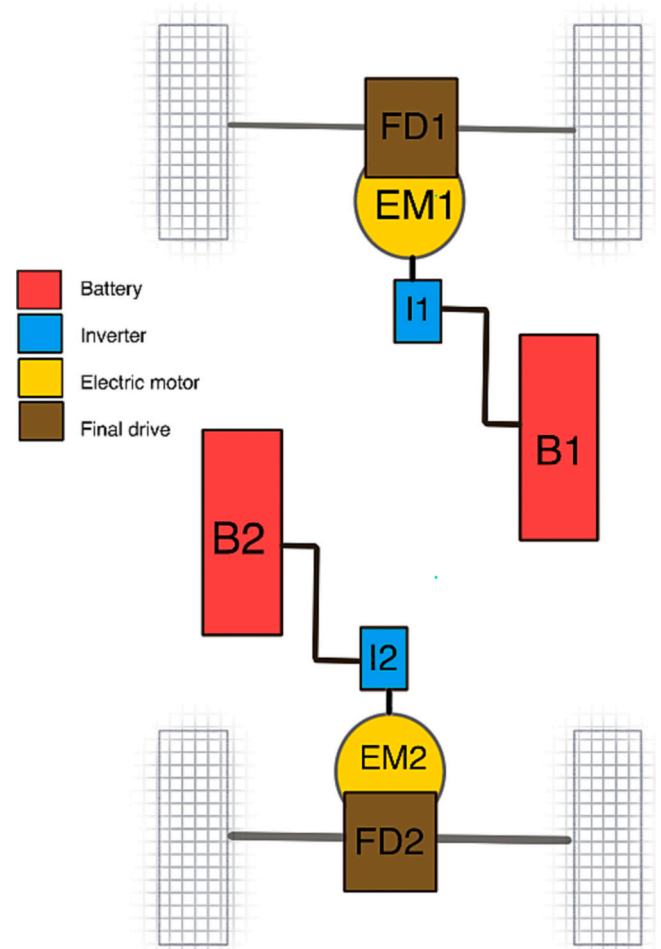 FD1
EM1
I1
Battery
Inverter
Electric motor
Final drive
B1
B2
I2
EM2
FD2